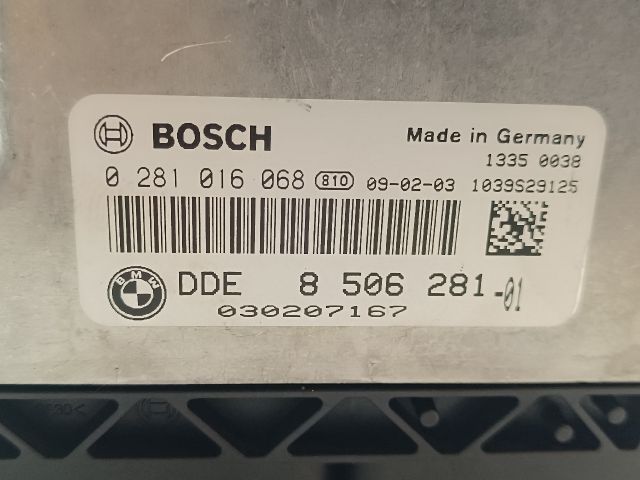 BOSCH
Made in Germany
1335 0038
0 281 016 068 810 09-02-03 1039S29125
BMW
DDE 8 506 281-01
030207167